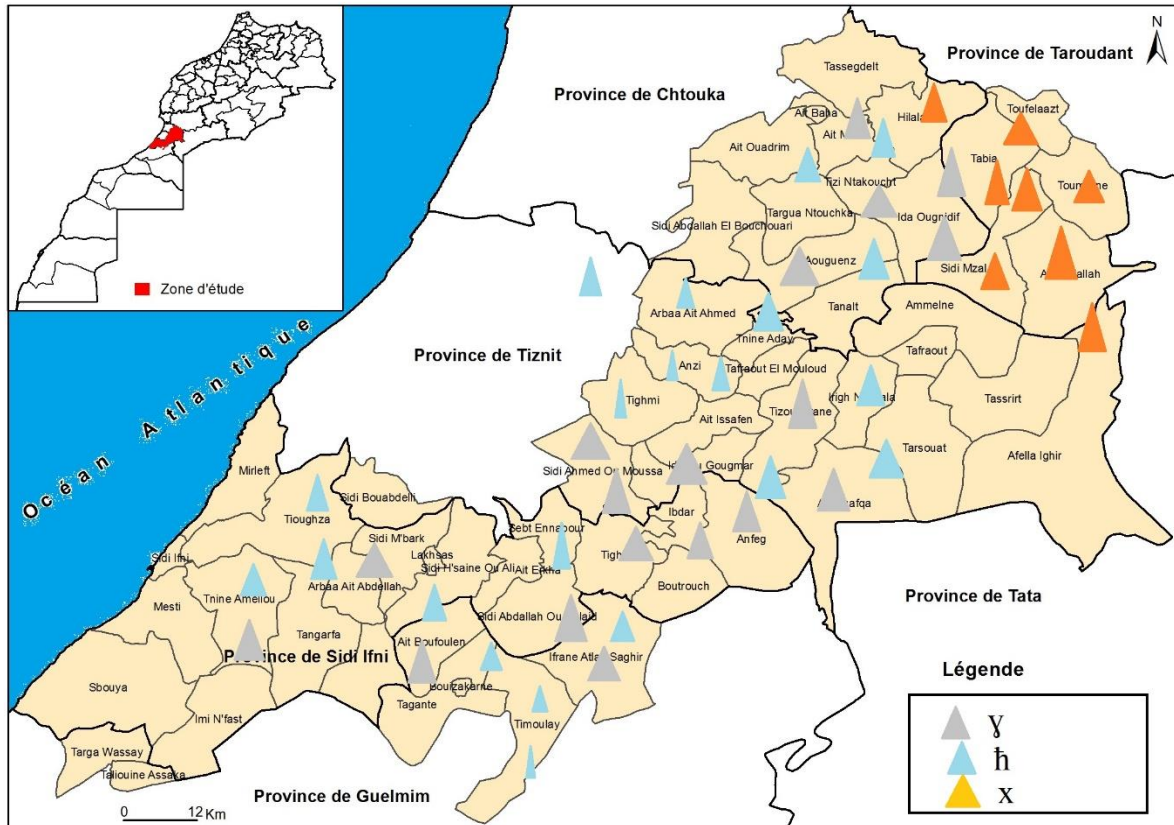 N
Province de Taroudant
Tassegdelt
Province de Chtouka
Toufelaazt
Ait Baha
Hilala
Ait M
Ait Ouadrim
Tabia
Tizi Ntakoucht
Targua Ntouchka
Ida Ougnidif
Sidi Abdallah El Bouchouari
Aouguenz
Sidi Mzal
Tanalt
Ammelne
Arbaa Ait Ahmed
Tnine Aday
Province de Tiznit
Tafraout
Anzi
Tafraout El Mouloud
Tighmi
Tassrirt
Ait Issafen
Tarsouat
Afella Ighir
Sidi Ahmed Ou Moussa
Gougmar
Mirleft
Sidi Bouabdelli
Tioughza
Ibdar
Sebt Ennabour
Anfeg
Sidi M'bark
Lakhsas
Sidi Ifni
Sidi H'saine Ou Ali
Ait Erkha
Arbaa Ait Abdellah
Boutrouch
Province de Tata
Tnine Amellou
Mesti
Sidi Abdallah Ou Belaid
Tangarfa
Ait Boufoulen
Ifrane Atlas Saghir
Province de Sidi Ifni
Sbouya
Bouizakarne
Tagante
Imi N'fast
Timoulay
Targa Wassay
Taliouine Assaka
Province de Guelmim
0 12 Km
Océan Atlantique
Zone d'étude
Légende
ɣ
ħ
x